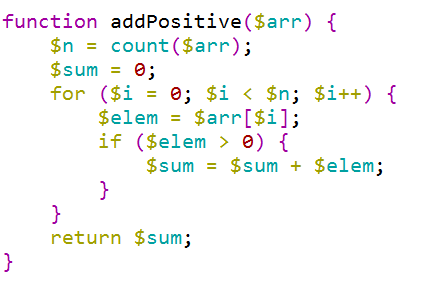 function addPositive($arr) {
    $n = count($arr);
    $sum = 0;
    for ($i = 0; $i < $n; $i++) {
        $elem = $arr[$i];
        if ($elem > 0) {
            $sum = $sum + $elem;
        }
    }
    return $sum;
}